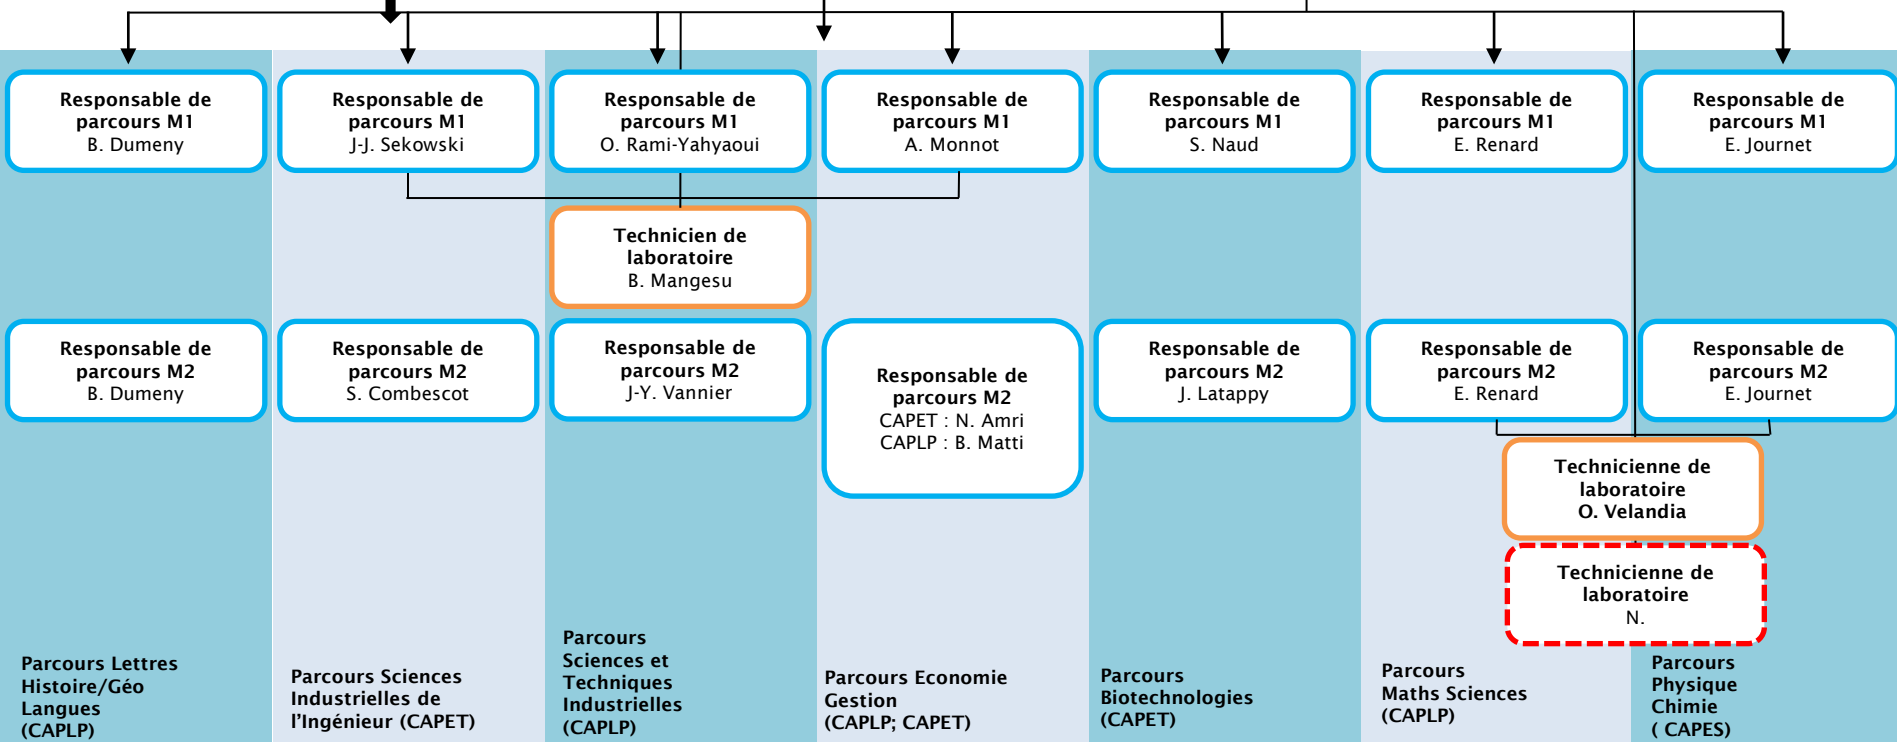 Responsable de
parcours M1
B. Dumeny
Responsable de
parcours M1
J-J. Sekowski
Responsable de
parcours M1
O. Rami-Yahyaoui
Responsable de
parcours M1
A. Monnot
Responsable de
parcours M1
S. Naud
Responsable de
parcours M1
E. Renard
Responsable de
parcours M1
E. Journet
Technicien de
laboratoire
B. Mangesu
Responsable de
parcours M2
B. Dumeny
Responsable de
parcours M2
S. Combescot
Responsable de
parcours M2
J-Y. Vannier
Responsable de
parcours M2
CAPET : N. Amri
CAPLP : B. Matti
Responsable de
parcours M2
J. Latappy
Responsable de
parcours M2
E. Renard
Responsable de
parcours M2
E. Journet
Technicienne de
laboratoire
O. Velandia
Technicienne de
laboratoire
N.
Parcours Lettres
Histoire/Géo
Langues
(CAPLP)
Parcours Sciences
Industrielles de
l'Ingénieur (CAPET)
Parcours
Sciences et
Techniques
Industrielles
(CAPLP)
Parcours Economie
Gestion
(CAPLP; CAPET)
Parcours
Biotechnologies
(CAPET)
Parcours
Maths Sciences
(CAPLP)
Parcours
Physique
Chimie
( CAPES)